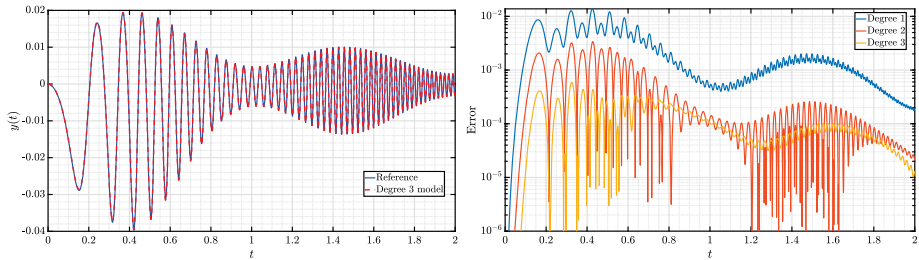 0.02
0.01
0
-0.01
-0.02
-0.03
-0.04
y(t)
Reference
Degree 3 model
0 0.2 0.4 0.6 0.8 1 1.2 1.4 1.6 1.8 2
t
10⁻²
10⁻³
10⁻⁴
10⁻⁵
10⁻⁶
Error
Degree 1
Degree 2
Degree 3
0 0.2 0.4 0.6 0.8 1.0 1.2 1.4 1.6 1.8 2
t